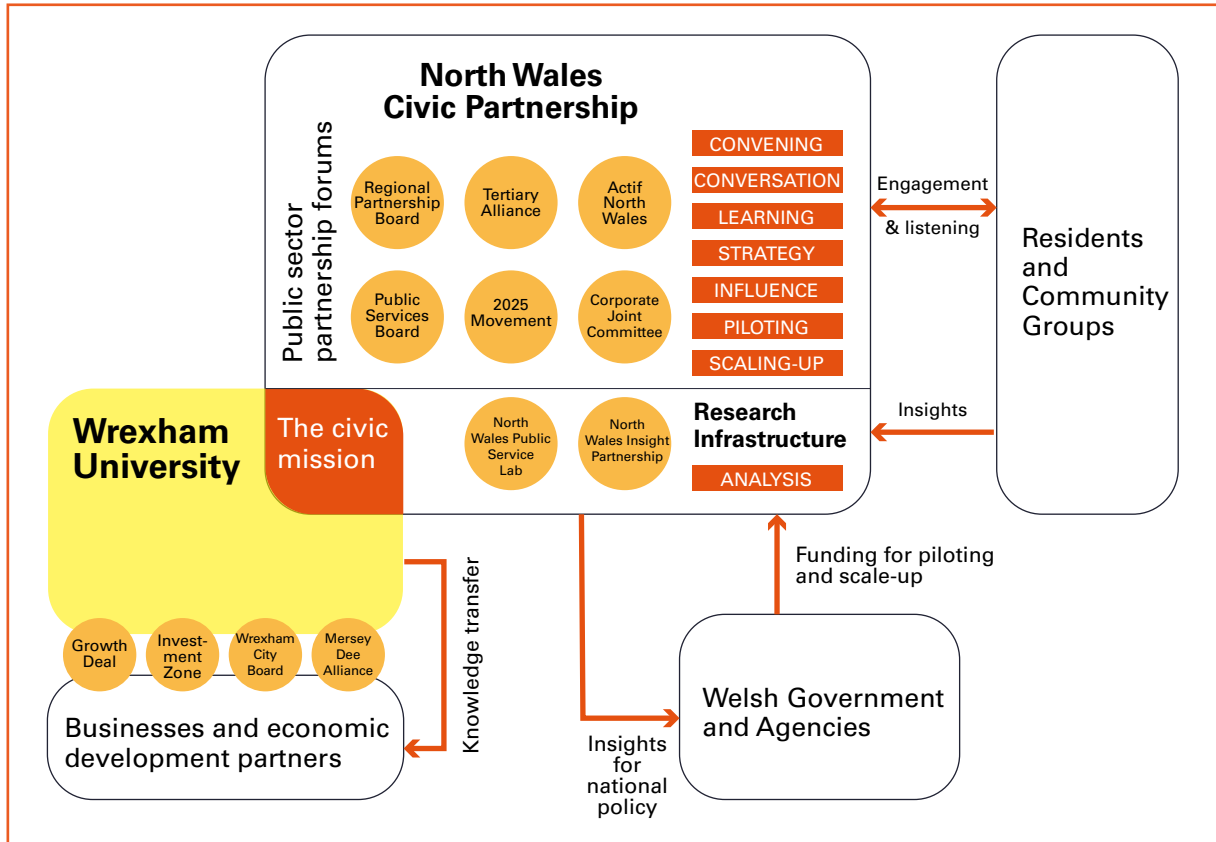 North Wales
Civic Partnership
Public sector
partnership forums
Regional
Partnership
Board
Tertiary
Alliance
Actif
North
Wales
Public
Services
Board
2025
Movement
Corporate
Joint
Committee
CONVENING
CONVERSATION
LEARNING
STRATEGY
INFLUENCE
PILOTING
SCALING-UP
Engagement
& listening
Residents
and
Community
Groups
Wrexham
University
The civic
mission
North
Wales Public
Service
Lab
North
Wales Insight
Partnership
Research
Infrastructure
ANALYSIS
Insights
Knowledge transfer
Funding for piloting
and scale-up
Growth
Deal
Invest-
ment
Zone
Wrexham
City
Board
Mersey
Dee
Alliance
Businesses and economic
development partners
Insights
for
national
policy
Welsh Government
and Agencies